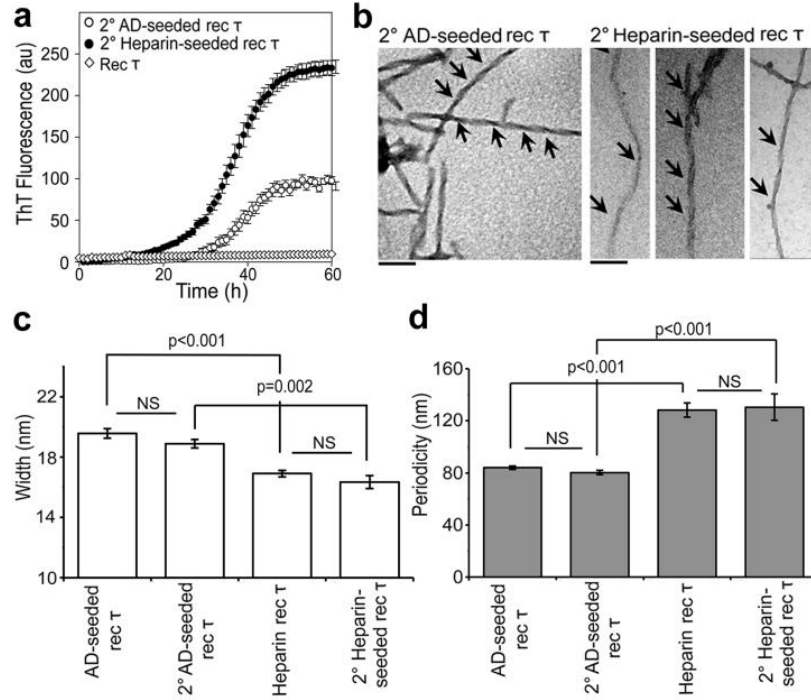 a
2° AD-seeded rec τ
2° Heparin-seeded rec τ
Rec τ
ThT Fluorescence (au)
250
200
150
100
50
0
0 20 40 60
Time (h)
b
2° AD-seeded rec τ
2° Heparin-seeded rec τ
c
p<0.001
p=0.002
NS
NS
Width (nm)
22
18
14
10
AD-seeded
rec τ
2° AD-seeded
rec τ
Heparin rec τ
2° Heparin-
seeded rec τ
d
p<0.001
p<0.001
NS
NS
Periodicity (nm)
160
120
80
40
0
AD-seeded
rec τ
2° AD-seeded
rec τ
Heparin rec τ
2° Heparin-
seeded rec τ